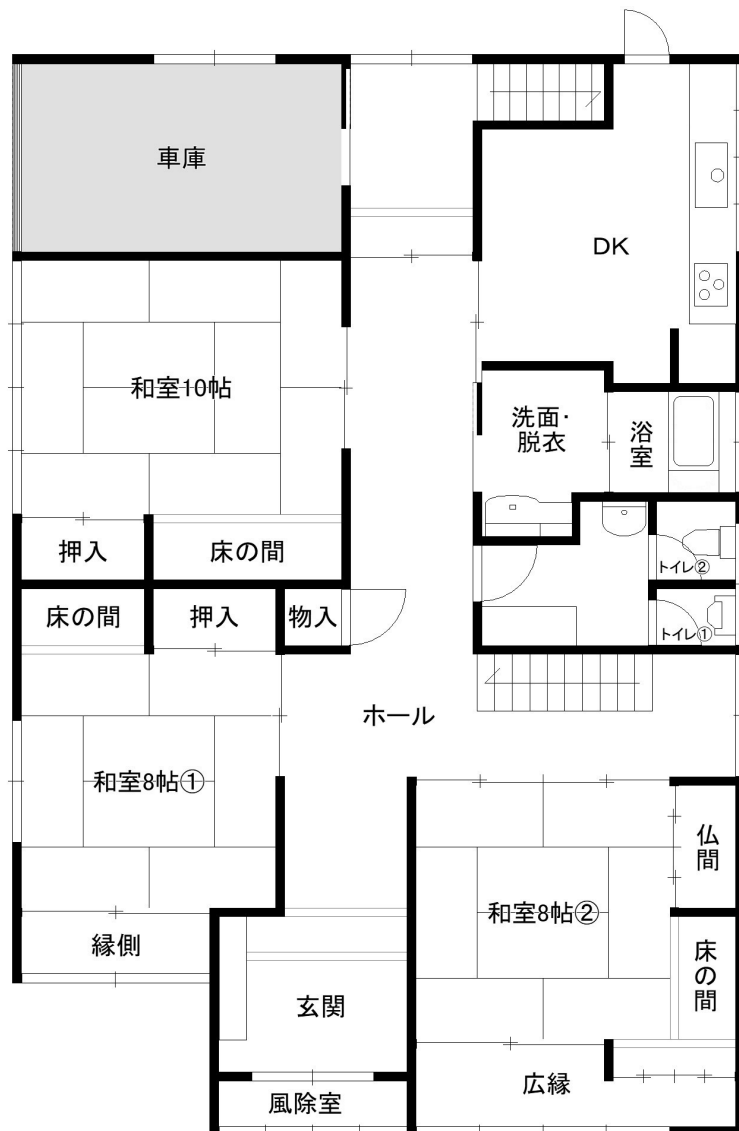 車庫
DK
和室10帖
洗面・
脱衣
浴室
押入
床の間
トイレ②
床の間
押入
物入
トイレ①
ホール
和室8帖①
仏間
和室8帖②
縁側
床の間
玄関
広縁
風除室